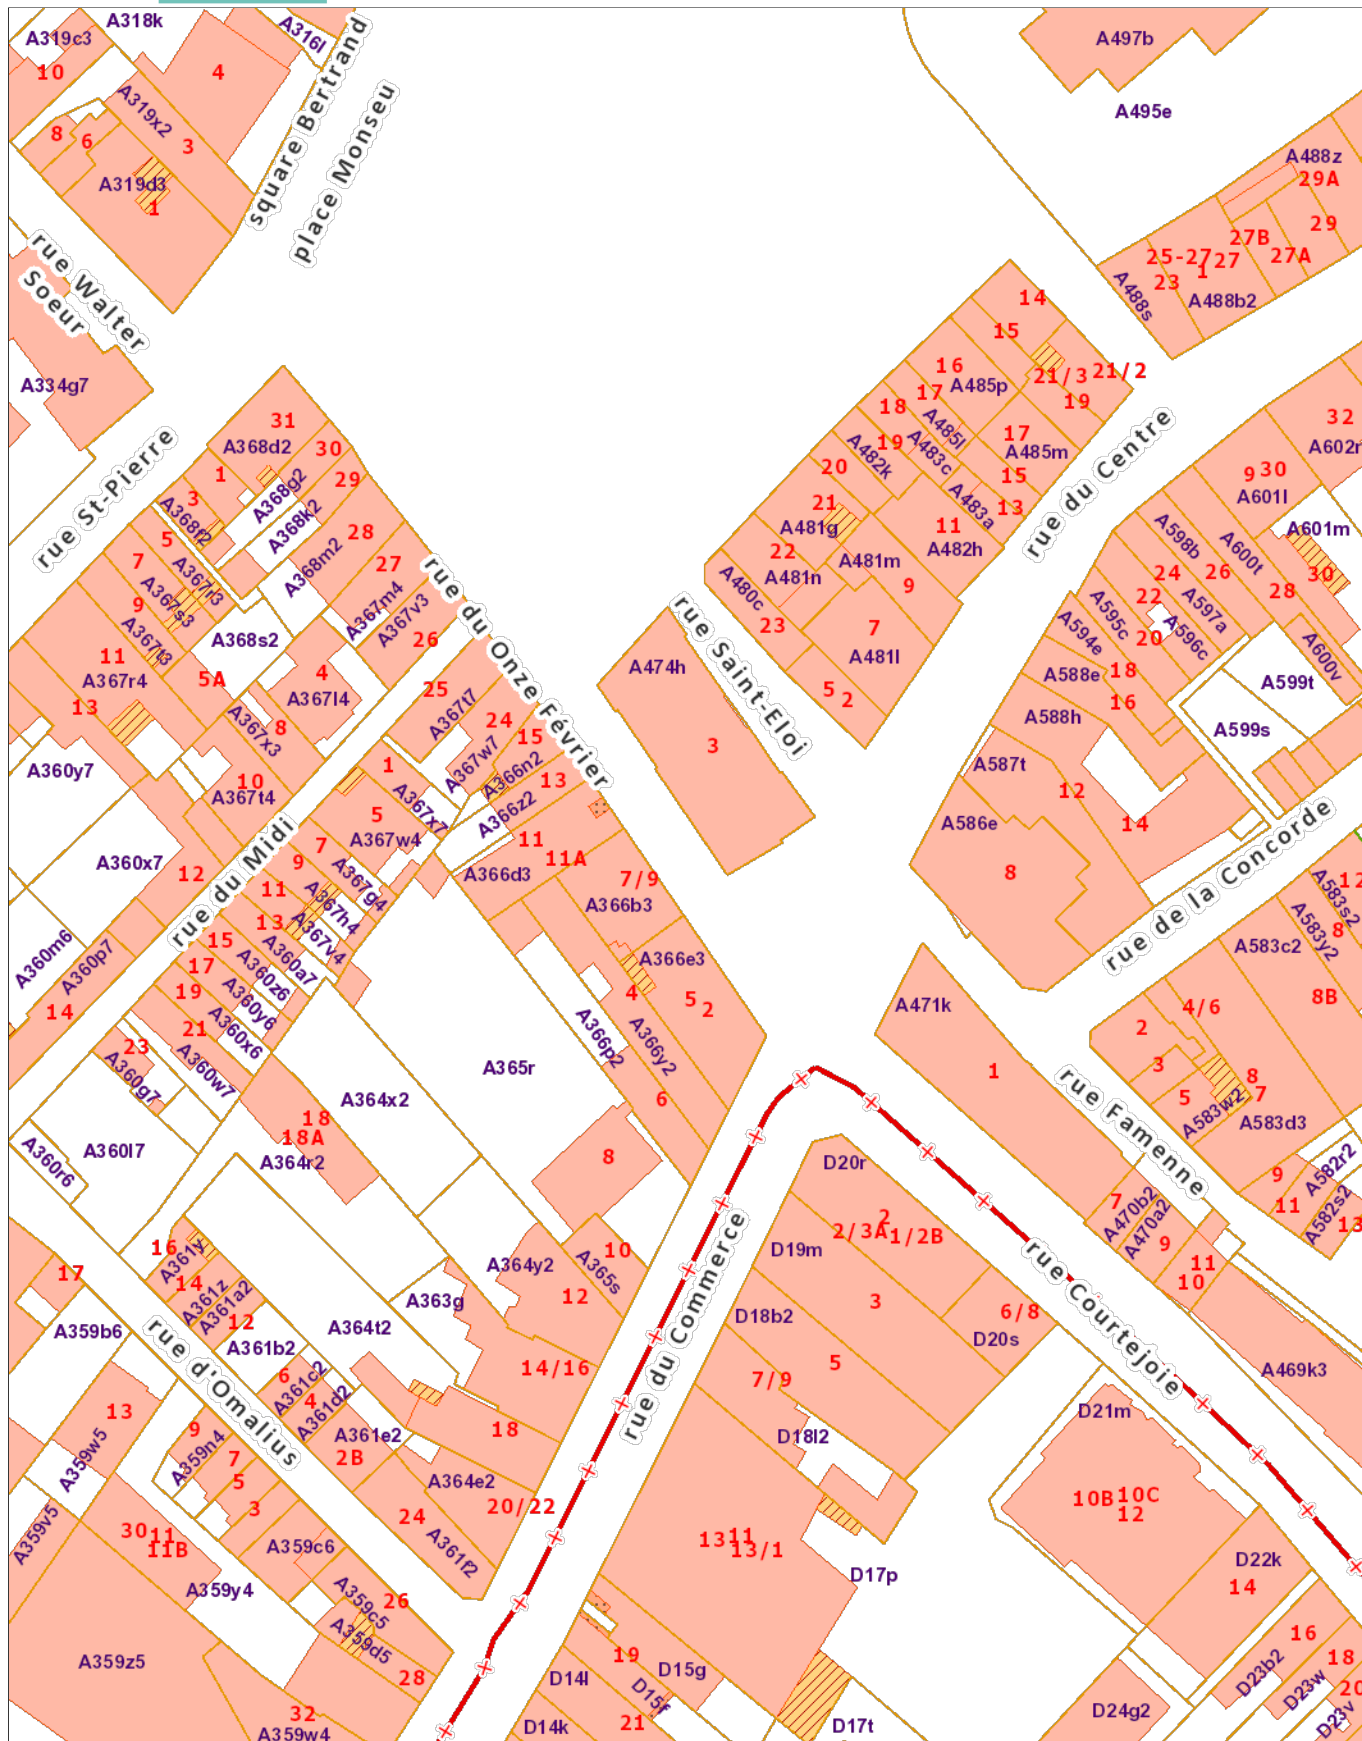 A318k
A316l
A319c3
A497b
10
4
A319x2
A495e
8
6
3
square Bertrand
place Monseu
A488z
29A
A319d3
1
29
27B
25-27
27
27A
1
23
A488b2
A488s
rue Walter
Soeur
14
15
16
A485p
21/3
21/2
19
A334g7
17
18
A485l
A485m
17
15
32
31
A368d2
30
29
1
3
A368g2
A368k2
A368f2
19
A483c
A482k
20
21
A481g
A483a
13
11
A482h
rue du Centre
9
30
A601l
A601m
rue St-Pierre
5
7
A367r3
A367s3
9
A367t3
28
A368m2
27
A367m4
A367v3
26
A368s2
22
A481n
A481m
9
A480c
23
7
A481l
5
2
A598b
A600t
24
26
22
A597a
28
30
A595c
20
A596c
A594e
18
A588e
16
A600v
A599t
A588h
A599s
11
A367r4
13
5A
4
A367l4
8
A367x3
rue du Onze Février
rue Saint-Eloi
A474h
3
25
A367t7
24
15
A367w7
A366n2
13
A587t
12
14
A586e
8
A360y7
10
A367t4
1
A367x7
A366z2
5
A367w4
11
11A
A366d3
rue de la Concorde
A360x7
12
rue du Midi
7
9
A367g4
11
A367h4
13
A367v4
7/9
A366b3
12
A583s2
8
A583y2
A583c2
A360m6
A360p7
14
15
A360a7
17
A360z6
19
A360y6
21
A360x6
A366e3
4
5
2
A366y2
A366p2
8B
A471k
4/6
2
1
3
8
5
7
A583w2
A583d3
23
A360g7
A360w7
A365r
6
A364x2
18
18A
A364r2
A360l7
A360r6
8
rue Famenne
A582r2
9
11
A582s2
13
7
A470b2
A470a2
9
11
10
D20r
2
2/3A
1/2B
D19m
3
6/8
D20s
16
A361y
14
A361z
A361a2
12
17
A359b6
A361b2
A364t2
A363g
A364y2
10
A365s
12
rue du Commerce
rue Courtejoie
D18b2
5
7/9
A469k3
14/16
rue d'Omalius
6
A361c2
4
A361d2
A361e2
2B
18
13
A359w5
9
A359n4
7
5
3
D18l2
D21m
10B
10C
12
A364e2
20/22
24
A361f2
A359v5
30
11
11B
A359c6
A359y4
26
A359c5
A359d5
28
A359z5
32
A359w4
13
11
13/1
D17p
D22k
14
16
18
20
D23b2
D23w
D23v
19
D15g
D14l
D15f
D14k
21
D17t
D24g2